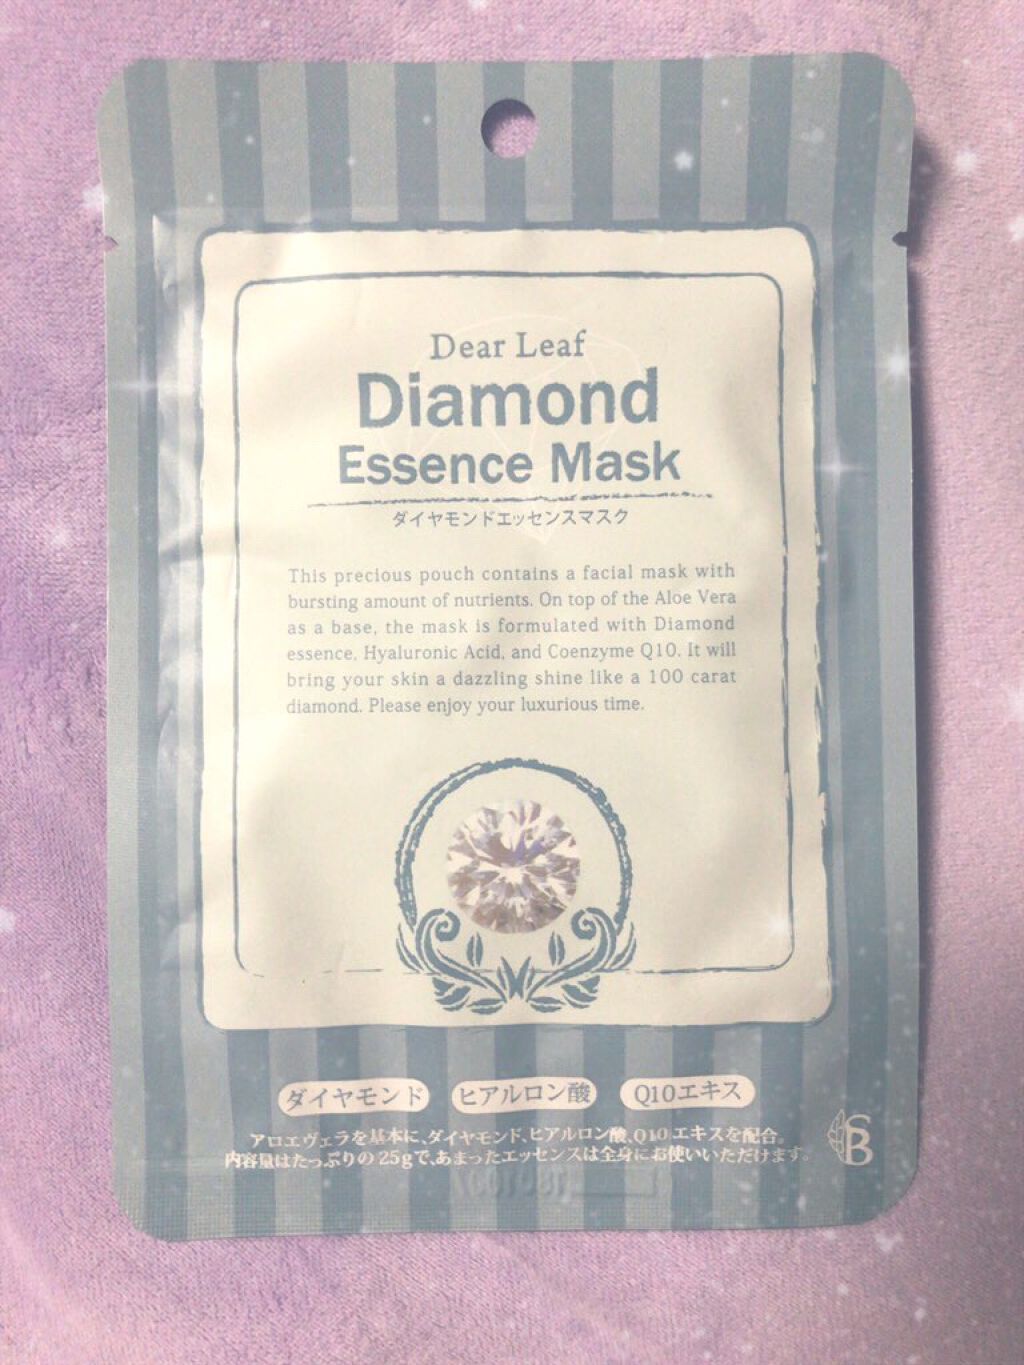 Dear Leaf
Diamond
Essence Mask
ダイヤモンドエッセンスマスク
This precious pouch contains a facial mask with
bursting amount of nutrients. On top of the Aloe Vera
as a base, the mask is formulated with Diamond
essence, Hyaluronic Acid, and Coenzyme Q10. It will
bring your skin a dazzling shine like a 100 carat
diamond. Please enjoy your luxurious time.
ダイヤモンド ヒアルロン酸 Q10エキス
アロエヴェラを基本に、ダイヤモンド、ヒアルロン酸、Q10エキスを配合。
内容量はたっぷりの25gで、あまったエッセンスは全身にお使いいただけます。
SB